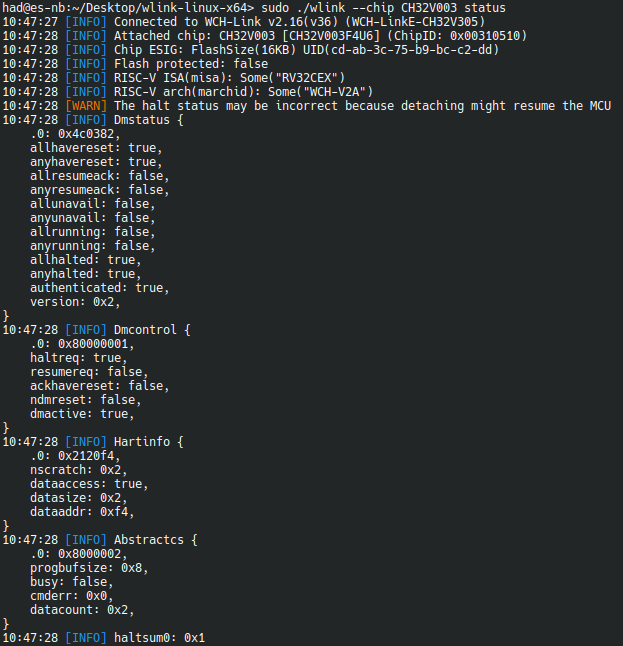 had@es-nb:~/Desktop/wlink-linux-x64> sudo ./wlink --chip CH32V003 status
10:47:27 [INFO] Connected to WCH-Link v2.16(v36) (WCH-LinkE-CH32V305)
10:47:28 [INFO] Attached chip: CH32V003 [CH32V003F4U6] (ChipID: 0x00310510)
10:47:28 [INFO] Chip ESIG: FlashSize(16KB) UID(cd-ab-3c-75-b9-bc-c2-dd)
10:47:28 [INFO] Flash protected: false
10:47:28 [INFO] RISC-V ISA(misa): Some("RV32CEX")
10:47:28 [INFO] RISC-V arch(marchid): Some("WCH-V2A")
10:47:28 [WARN] The halt status may be incorrect because detaching might resume the MCU
10:47:28 [INFO] Dmstatus {
    .0: 0x4c0382,
    allhavereset: true,
    anyhavereset: true,
    allresumeack: false,
    anyresumeack: false,
    allunavail: false,
    anyunavail: false,
    allrunning: false,
    anyrunning: false,
    allhalted: true,
    anyhalted: true,
    authenticated: true,
    version: 0x2,
}
10:47:28 [INFO] Dmcontrol {
    .0: 0x80000001,
    haltreq: true,
    resumereq: false,
    ackhavereset: false,
    ndmreset: false,
    dmactive: true,
}
10:47:28 [INFO] Hartinfo {
    .0: 0x2120f4,
    nscratch: 0x2,
    dataaccess: true,
    datasize: 0x2,
    dataaddr: 0xf4,
}
10:47:28 [INFO] Abstractcs {
    .0: 0x8000002,
    progbufsize: 0x8,
    busy: false,
    cmderr: 0x0,
    datacount: 0x2,
}
10:47:28 [INFO] haltsum0: 0x1